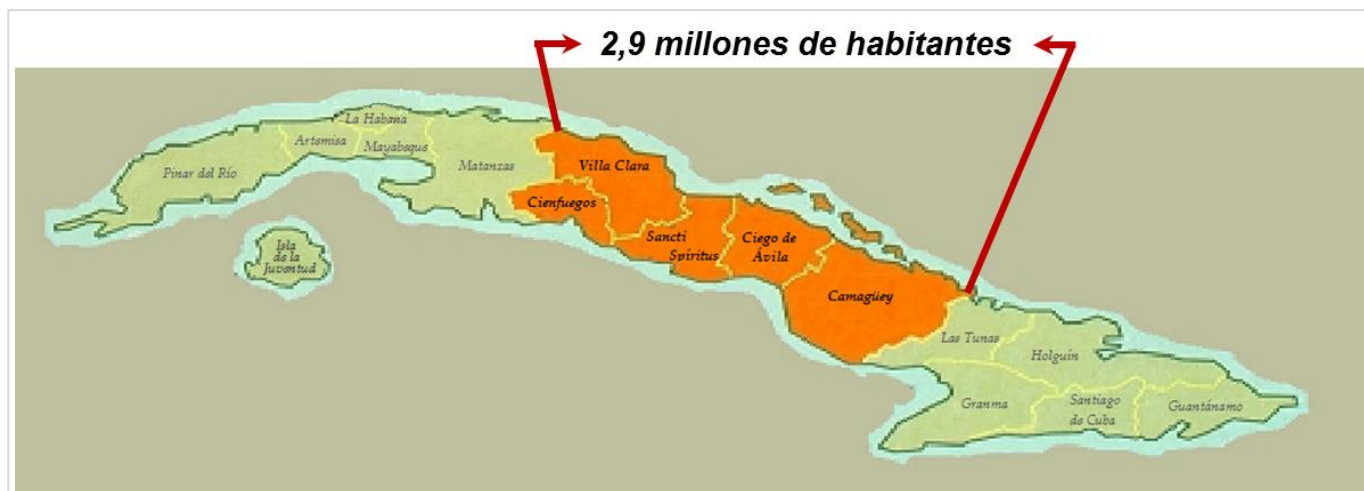 2,9 millones de habitantes
La Habana
Artemisa
Mayabeque
Pinar del Río
Matanzas
Villa Clara
Cienfuegos
Isla
de la
Juventud
Sancti
Spíritus
Ciego de
Ávila
Camagüey
Las Tunas
Holguín
Granma
Santiago
de Cuba
Guantánamo